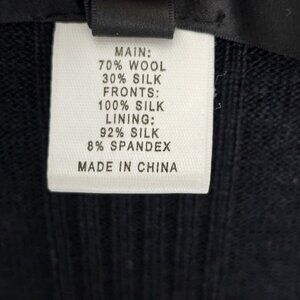 MAIN:
70% WOOL
30% SILK
FRONTS:
100% SILK
LINING:
92% SILK
8% SPANDEX
MADE IN CHINA